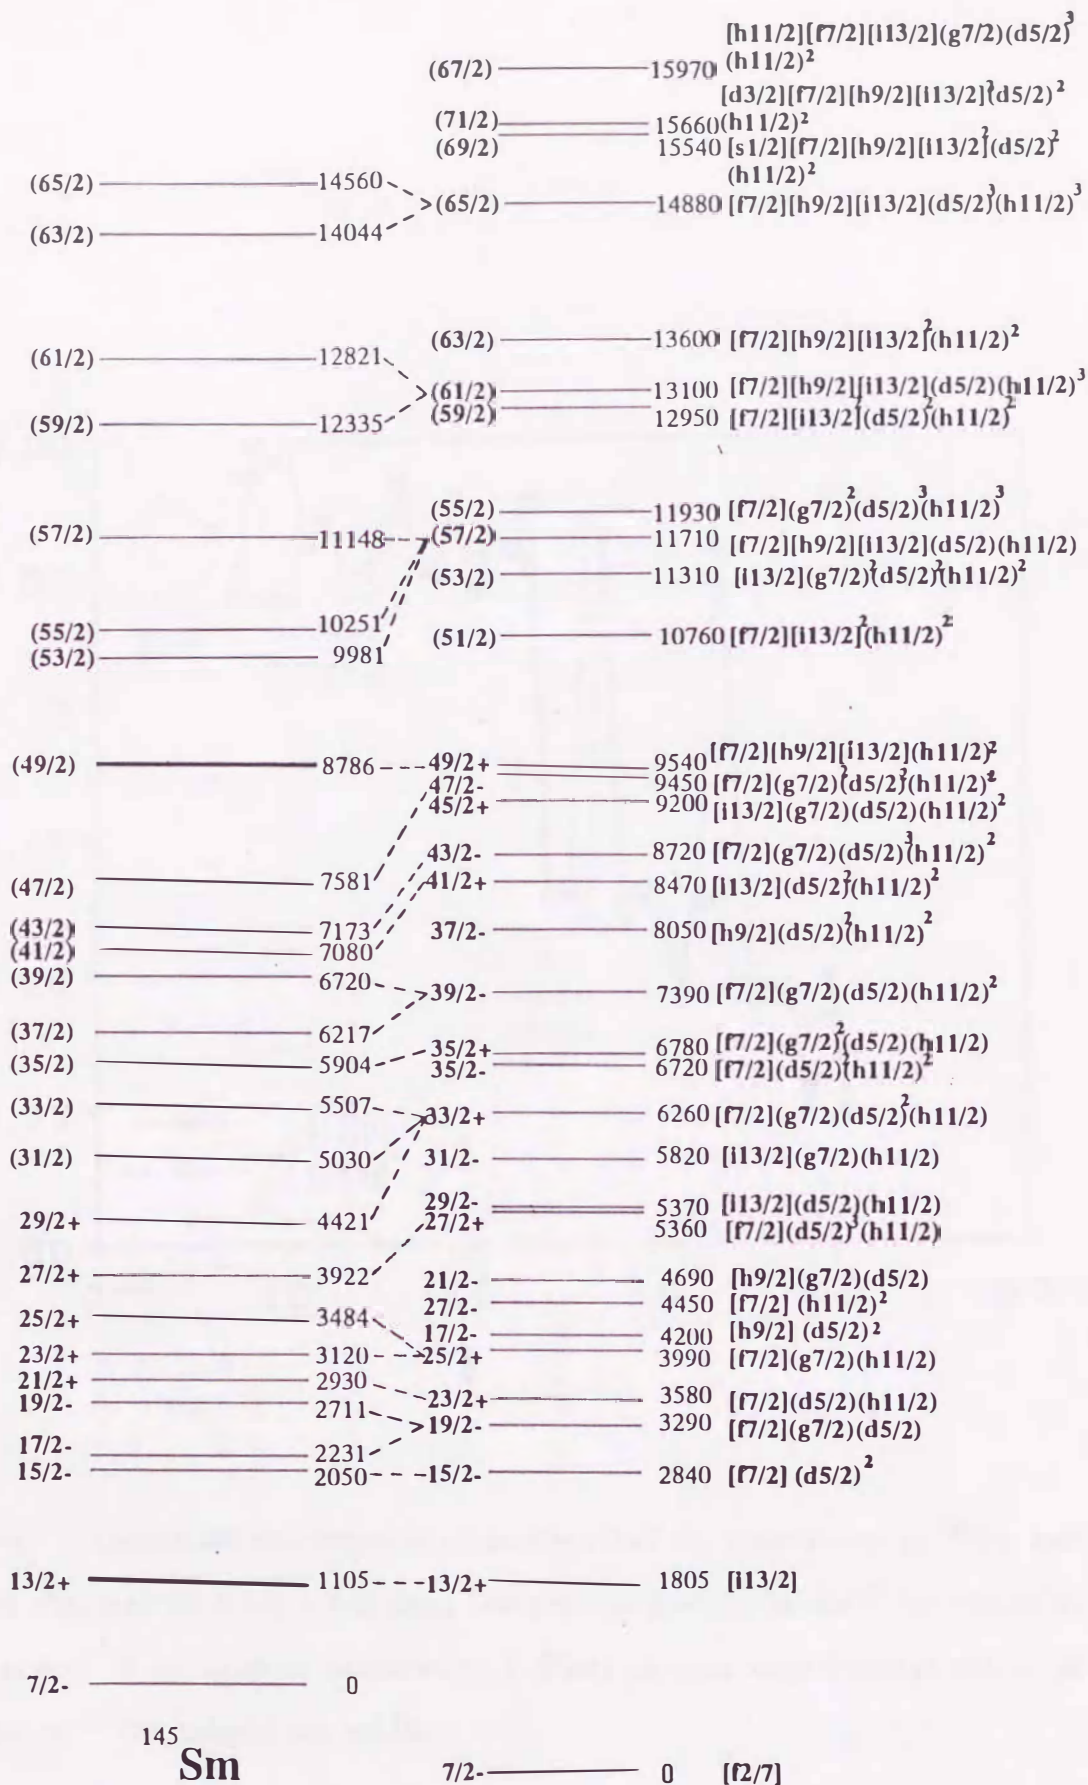 [h11/2][f7/2][i13/2](g7/2)(d5/2)³
(67/2) 15970 (h11/2)²
[d3/2][f7/2][h9/2][i13/2](d5/2)²
(71/2) 15660 (h11/2)²
(69/2) 15540 [s1/2][f7/2][h9/2][i13/2]²(d5/2)²
(h11/2)²
(65/2) 14560 (65/2) 14880 [f7/2][h9/2][i13/2](d5/2)³(h11/2)³
(63/2) 14044
(63/2) 13600 [f7/2][h9/2][i13/2]²(h11/2)²
(61/2) 12821
(61/2) 13100 [f7/2][h9/2][i13/2](d5/2)(h11/2)³
(59/2) 12335 (59/2) 12950 [f7/2][i13/2]²(d5/2)²(h11/2)²
(55/2) 11930 [f7/2](g7/2)²(d5/2)³(h11/2)³
(57/2) 11148 (57/2) 11710 [f7/2][h9/2][i13/2](d5/2)(h11/2)
(53/2) 11310 [i13/2](g7/2)²(d5/2)²(h11/2)²
(55/2) 10251 (51/2) 10760 [f7/2][i13/2]²(h11/2)²
(53/2) 9981
(49/2) 8786 49/2+ 9540 [f7/2][h9/2][i13/2](h11/2)²
47/2- 9450 [f7/2](g7/2)²(d5/2)²(h11/2)²
45/2+ 9200 [i13/2](g7/2)(d5/2)(h11/2)²
43/2- 8720 [f7/2](g7/2)(d5/2)³(h11/2)²
(47/2) 7581 41/2+ 8470 [i13/2](d5/2)²(h11/2)²
(43/2) 7173 37/2- 8050 [h9/2](d5/2)²(h11/2)²
(41/2) 7080
(39/2) 6720 39/2- 7390 [f7/2](g7/2)(d5/2)(h11/2)²
(37/2) 6217
35/2+ 6780 [f7/2](g7/2)²(d5/2)(h11/2)
(35/2) 5904 35/2- 6720 [f7/2](d5/2)²(h11/2)²
(33/2) 5507 33/2+ 6260 [f7/2](g7/2)(d5/2)²(h11/2)
(31/2) 5030 31/2- 5820 [i13/2](g7/2)(h11/2)
29/2- 5370 [i13/2](d5/2)(h11/2)
29/2+ 4421 27/2+ 5360 [f7/2](d5/2)³(h11/2)
27/2+ 3922 21/2- 4690 [h9/2](g7/2)(d5/2)
27/2- 4450 [f7/2] (h11/2)²
25/2+ 3484 17/2- 4200 [h9/2] (d5/2)²
23/2+ 3120 25/2+ 3990 [f7/2](g7/2)(h11/2)
21/2+ 2930 23/2+ 3580 [f7/2](d5/2)(h11/2)
19/2- 2711 19/2- 3290 [f7/2](g7/2)(d5/2)
17/2- 2231
15/2- 2050 15/2- 2840 [f7/2] (d5/2)²
13/2+ 1105 13/2+ 1805 [i13/2]
7/2- 0
¹⁴⁵Sm
7/2- 0 [f2/7]